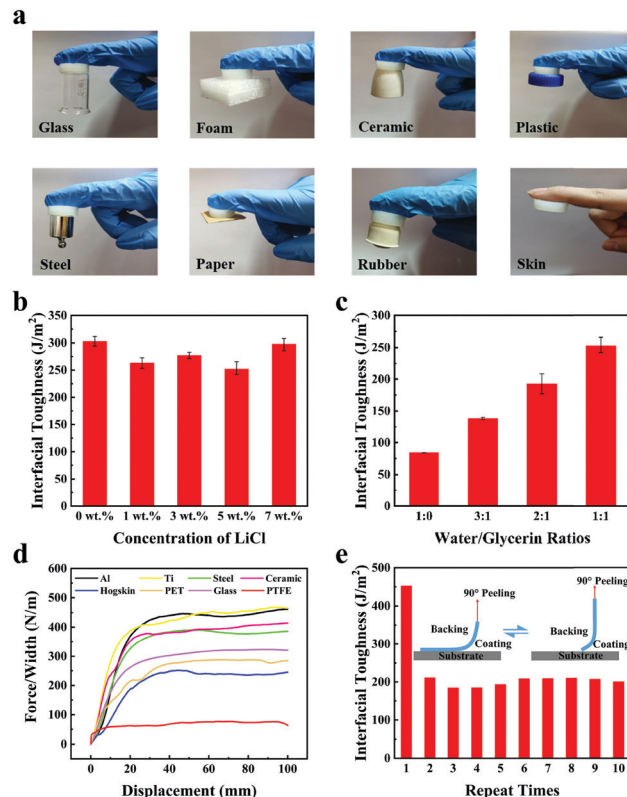 a
Glass
Foam
Ceramic
Plastic
Steel
Paper
Rubber
Skin
b
Interfacial Toughness (J/m²)
350
300
250
200
150
100
50
0
0 wt.% 1 wt.% 3 wt.% 5 wt.% 7 wt.%
Concentration of LiCl
c
Interfacial Toughness (J/m²)
300
250
200
150
100
50
0
1:0 3:1 2:1 1:1
Water/Glycerin Ratios
d
Force/Width (N/m)
600
500
400
300
200
100
0
Al Ti Steel Ceramic
Hogskin PET Glass PTFE
0 20 40 60 80 100
Displacement (mm)
e
Interfacial Toughness (J/m²)
500
400
300
200
100
0
90° Peeling 90° Peeling
Backing Backing
Coating Coating
Substrate Substrate
1 2 3 4 5 6 7 8 9 10
Repeat Times